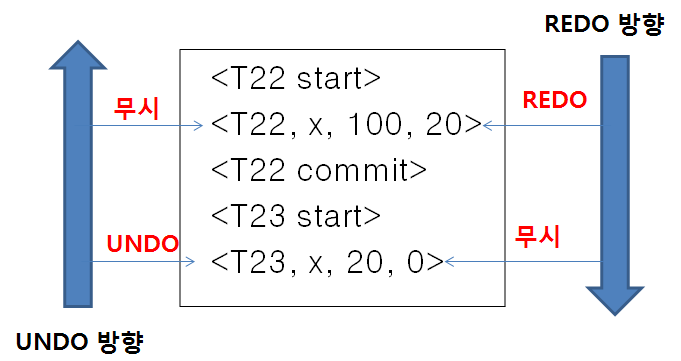 REDO 방향
<T22 start>
무시
REDO
<T22, x, 100, 20>
<T22 commit>
<T23 start>
무시
UNDO
<T23, x, 20, 0>
UNDO 방향